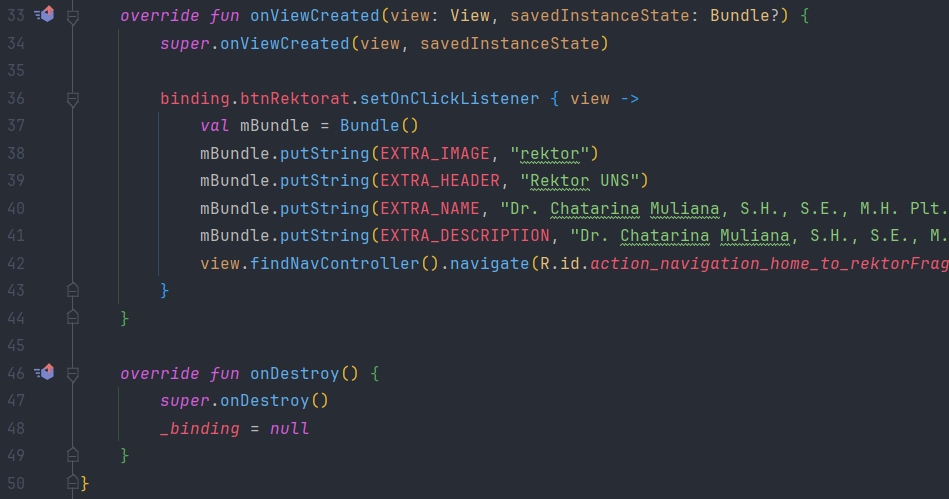 33 override fun onViewCreated(view: View, savedInstanceState: Bundle?) {
34 super.onViewCreated(view, savedInstanceState)
35
36 binding.btnRektorat.setOnClickListener { view ->
37 val mBundle = Bundle()
38 mBundle.putString(EXTRA_IMAGE, "rektor")
39 mBundle.putString(EXTRA_HEADER, "Rektor UNS")
40 mBundle.putString(EXTRA_NAME, "Dr. Chatarina Muliana, S.H., S.E., M.H. Plt.
41 mBundle.putString(EXTRA_DESCRIPTION, "Dr. Chatarina Muliana, S.H., S.E., M.
42 view.findNavController().navigate(R.id.action_navigation_home_to_rektorFrag
43 }
44 }
45
46 override fun onDestroy() {
47 super.onDestroy()
48 _binding = null
49 }
50 }